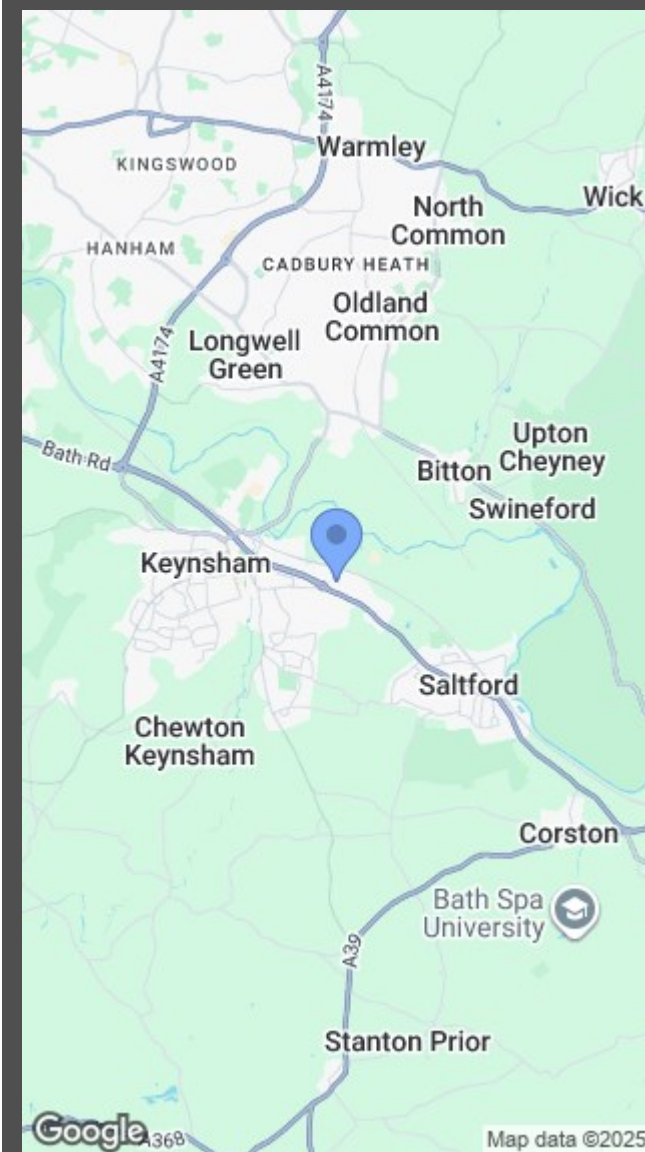 A4174
Warmley
KINGSWOOD
Wick
North
Common
HANHAM
CADBURY HEATH
Oldland
Common
A4174
Longwell
Green
Bath Rd
Upton
Cheyney
Bitton
Swineford
Keynsham
Saltford
Chewton
Keynsham
Corston
Bath Spa
University
A39
Stanton Prior
Google
A368
Map data ©2025